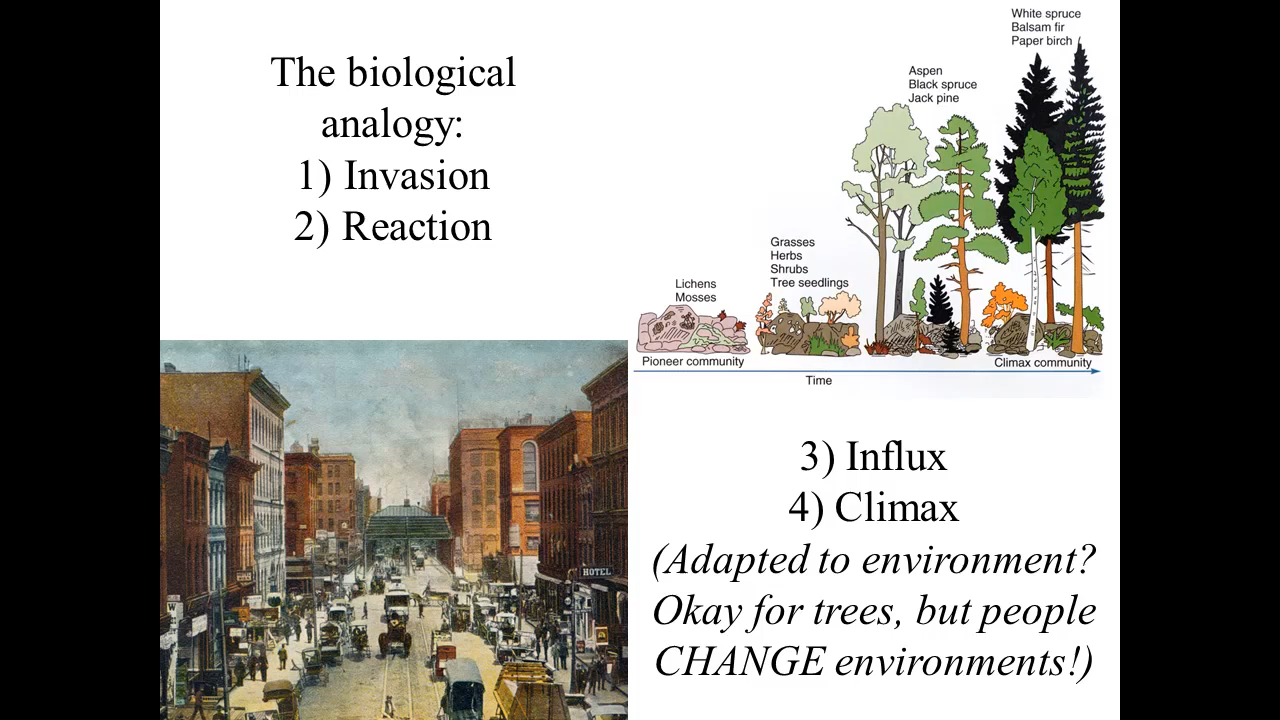 The biological
analogy:
1) Invasion
2) Reaction
White spruce
Balsam fir
Paper birch
Aspen
Black spruce
Jack pine
Grasses
Herbs
Shrubs
Tree seedlings
Lichens
Mosses
Pioneer community
Climax community
Time
3) Influx
4) Climax
(Adapted to environment?
Okay for trees, but people
CHANGE environments!)
HOTEL
W